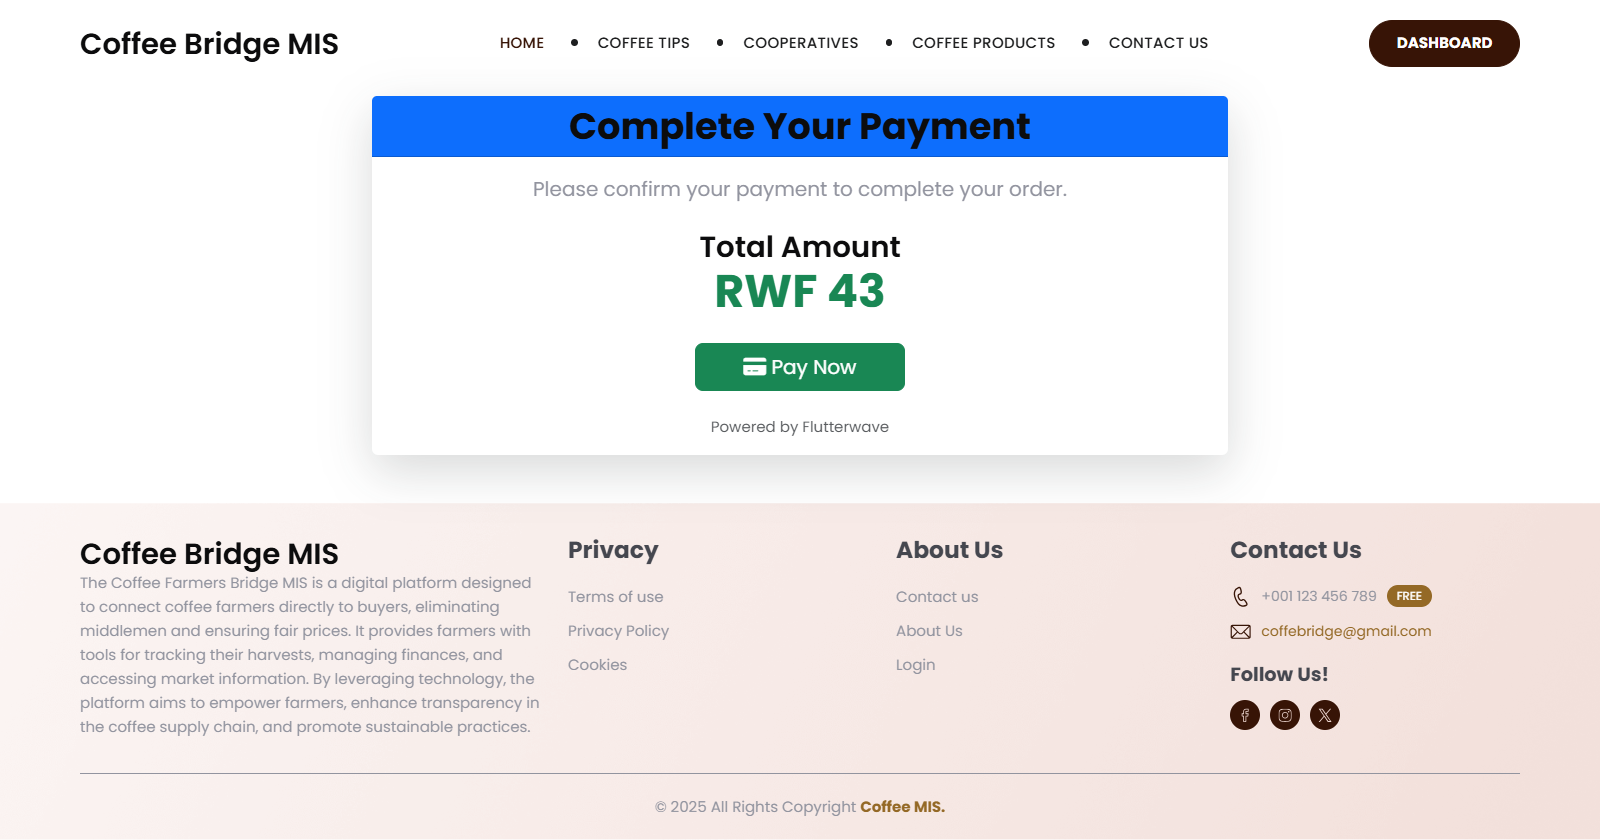 Coffee Bridge MIS
HOME
COFFEE TIPS
COOPERATIVES
COFFEE PRODUCTS
CONTACT US
DASHBOARD
Complete Your Payment
Please confirm your payment to complete your order.
Total Amount
RWF 43
Pay Now
Powered by Flutterwave
Coffee Bridge MIS
The Coffee Farmers Bridge MIS is a digital platform designed
to connect coffee farmers directly to buyers, eliminating
middlemen and ensuring fair prices. It provides farmers with
tools for tracking their harvests, managing finances, and
accessing market information. By leveraging technology, the
platform aims to empower farmers, enhance transparency in
the coffee supply chain, and promote sustainable practices.
Privacy
Terms of use
Privacy Policy
Cookies
About Us
Contact us
About Us
Login
Contact Us
+001 123 456 789 FREE
coffebridge@gmail.com
Follow Us!
© 2025 All Rights Copyright Coffee MIS.